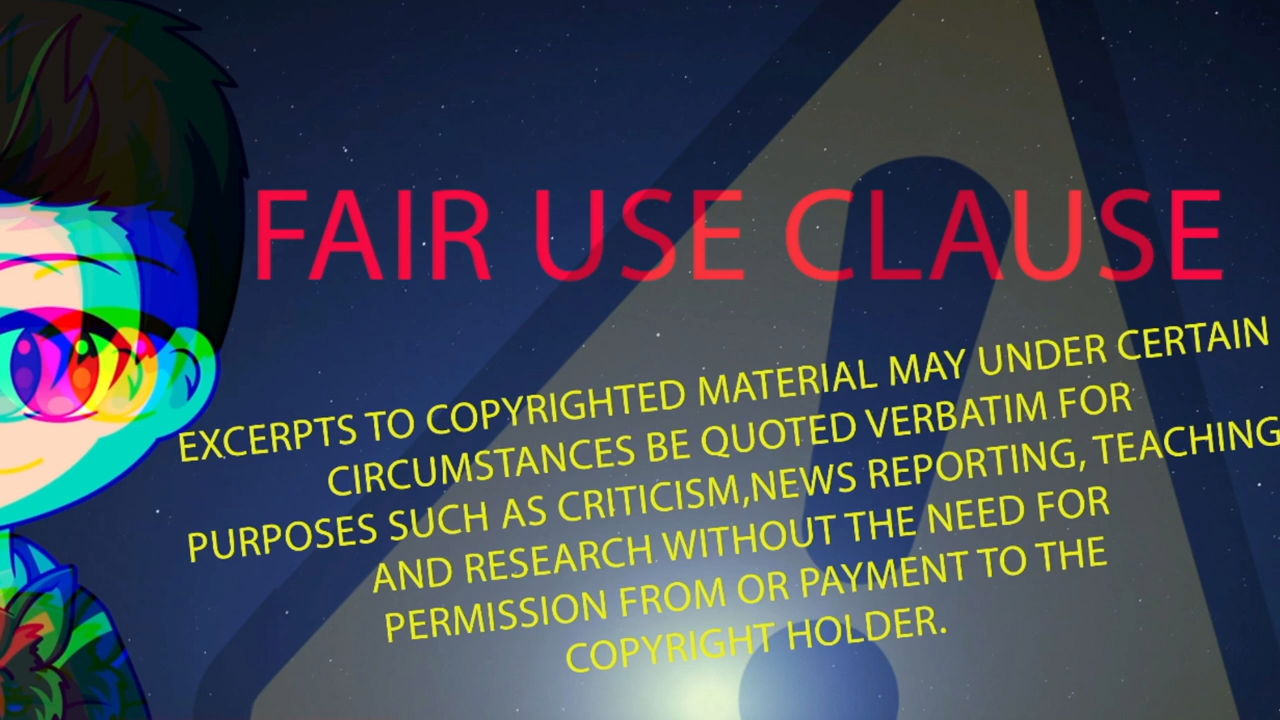 FAIR USE CLAUSE
EXCERPTS TO COPYRIGHTED MATERIAL MAY UNDER CERTAIN
CIRCUMSTANCES BE QUOTED VERBATIM FOR
PURPOSES SUCH AS CRITICISM,NEWS REPORTING, TEACHING
AND RESEARCH WITHOUT THE NEED FOR
PERMISSION FROM OR PAYMENT TO THE
COPYRIGHT HOLDER.